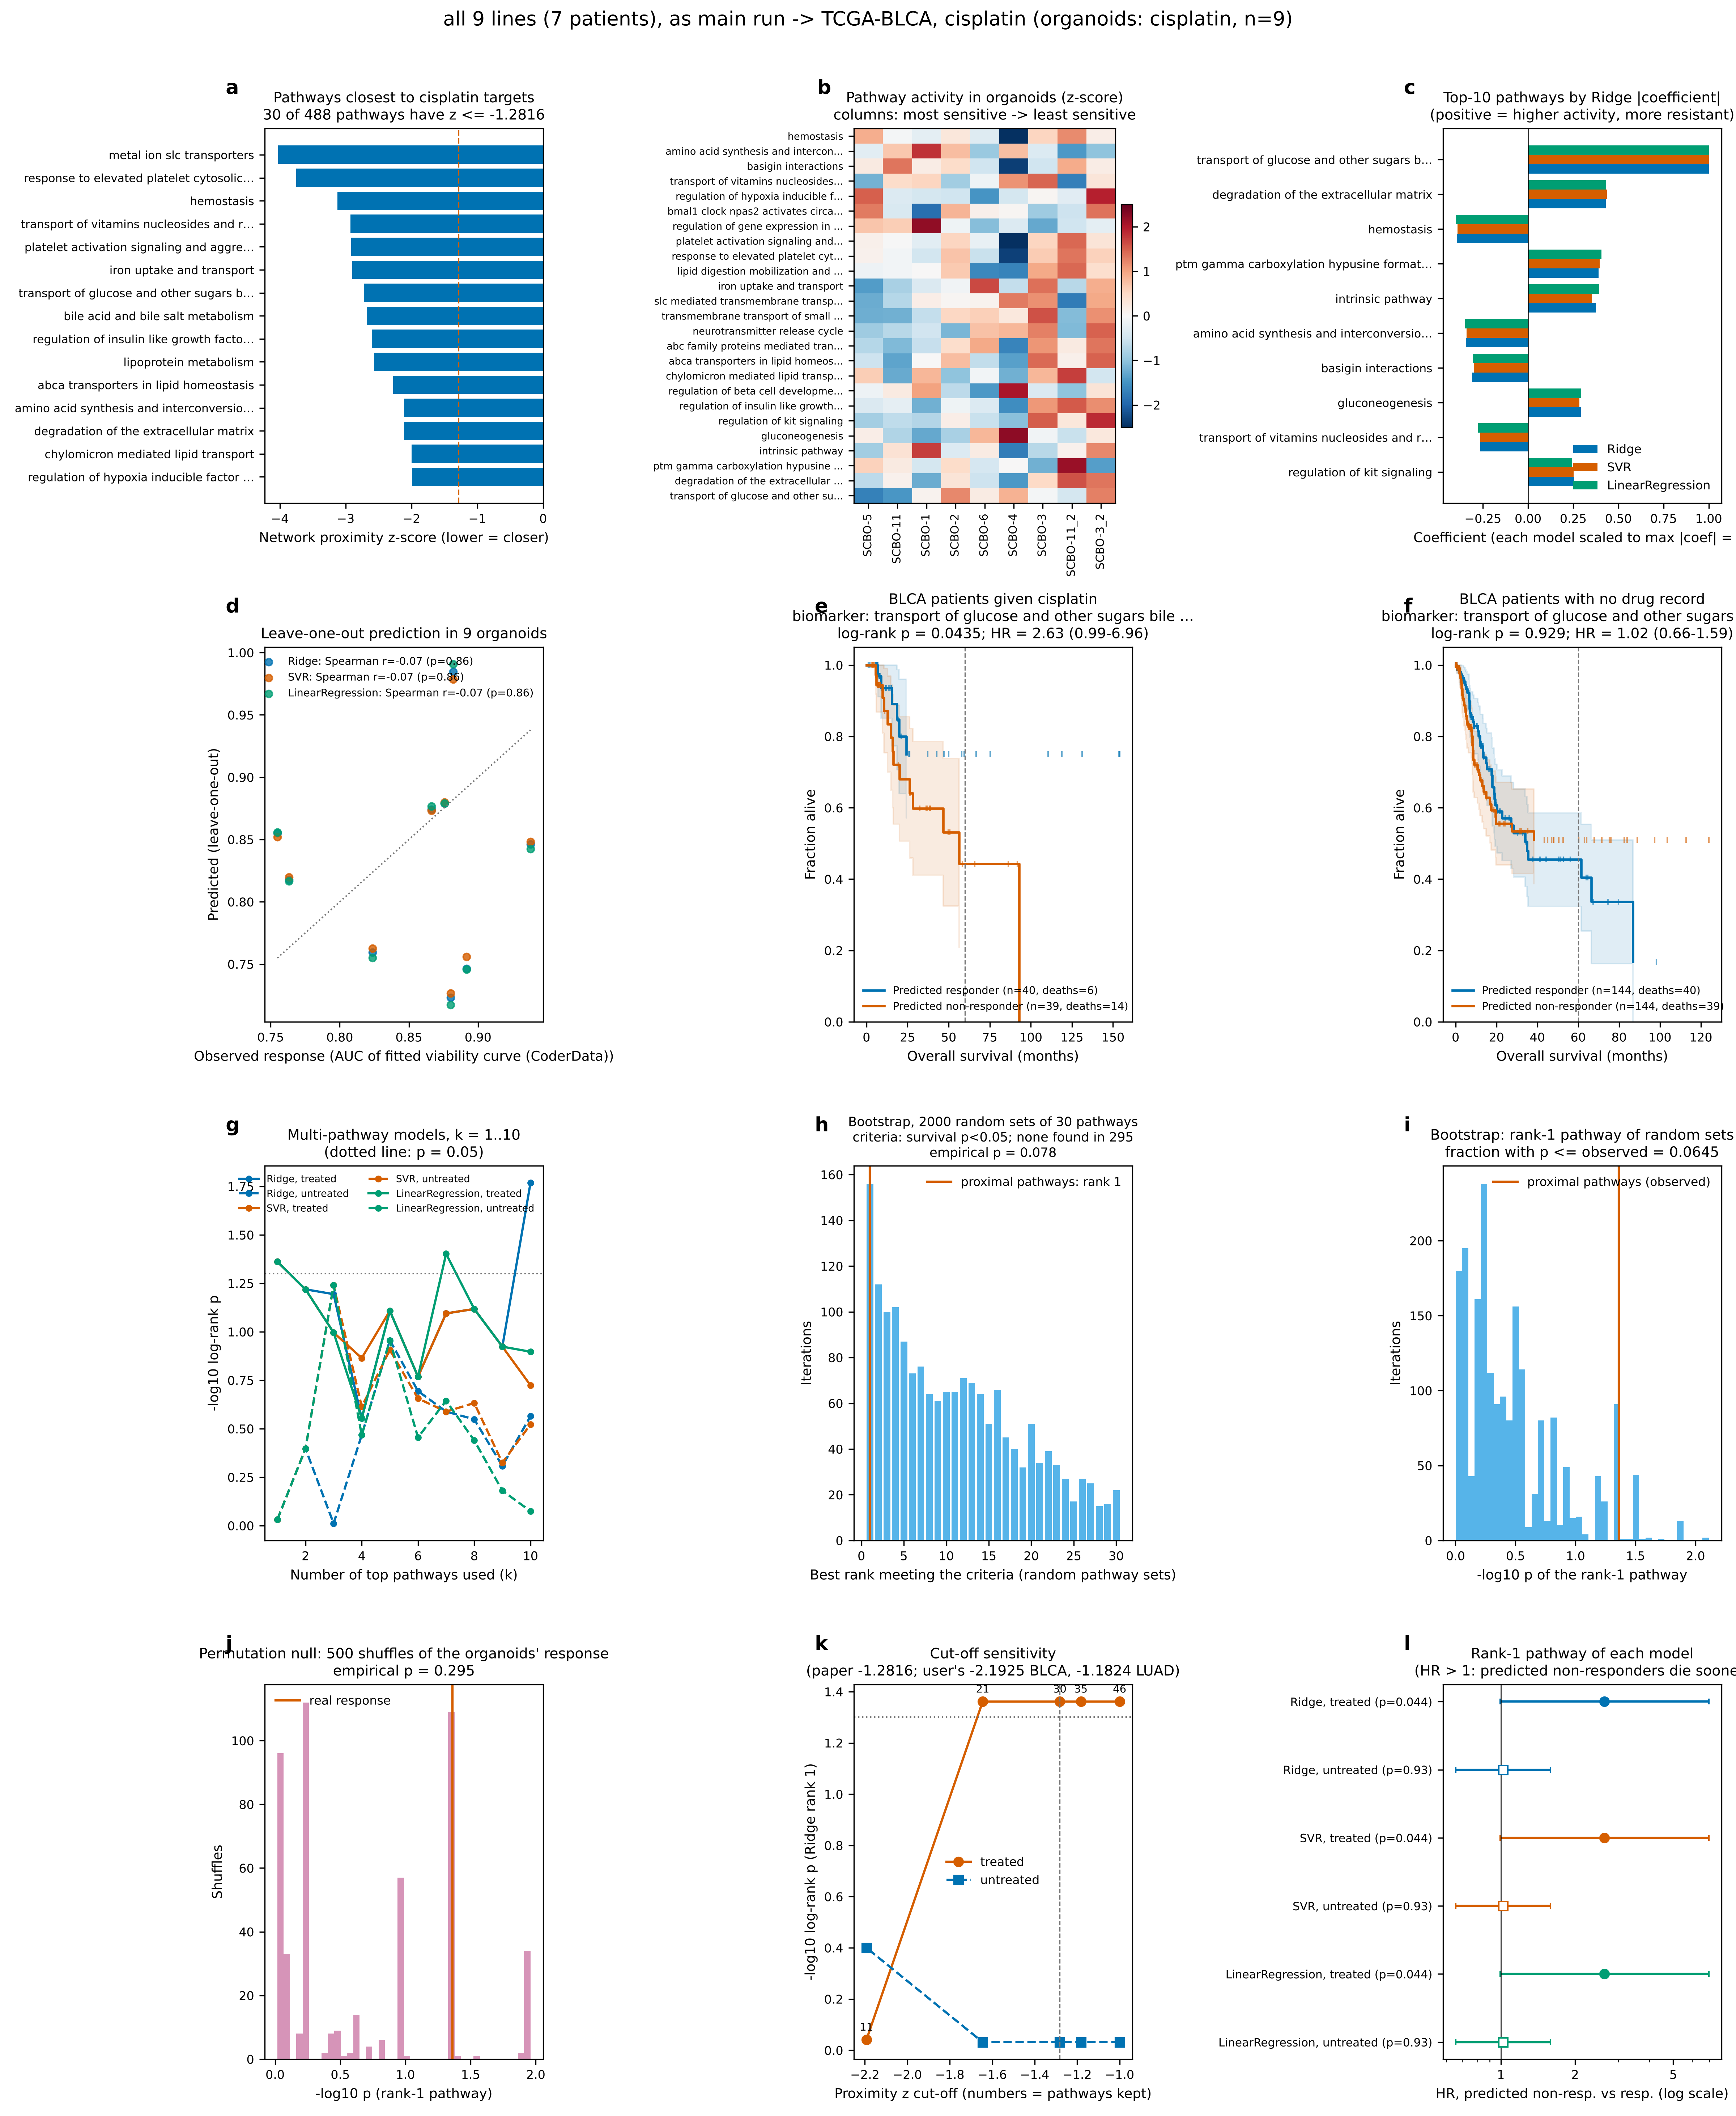 all 9 lines (7 patients), as main run -> TCGA-BLCA, cisplatin (organoids: cisplatin, n=9)
a
Pathways closest to cisplatin targets
30 of 488 pathways have z <= -1.2816
metal ion slc transporters
response to elevated platelet cytosolic…
hemostasis
transport of vitamins nucleosides and r…
platelet activation signaling and aggre…
iron uptake and transport
transport of glucose and other sugars b…
bile acid and bile salt metabolism
regulation of insulin like growth facto…
lipoprotein metabolism
abca transporters in lipid homeostasis
amino acid synthesis and interconversio…
degradation of the extracellular matrix
chylomicron mediated lipid transport
regulation of hypoxia inducible factor …
−4 −3 −2 −1 0
Network proximity z-score (lower = closer)
b
Pathway activity in organoids (z-score)
columns: most sensitive -> least sensitive
hemostasis
amino acid synthesis and intercon…
basigin interactions
transport of vitamins nucleosides…
regulation of hypoxia inducible f…
bmal1 clock npas2 activates circa…
regulation of gene expression in …
platelet activation signaling and…
response to elevated platelet cyt…
lipid digestion mobilization and …
iron uptake and transport
slc mediated transmembrane transp…
transmembrane transport of small …
neurotransmitter release cycle
abc family proteins mediated tran…
abca transporters in lipid homeos…
chylomicron mediated lipid transp…
regulation of beta cell developme…
regulation of insulin like growth…
regulation of kit signaling
gluconeogenesis
intrinsic pathway
ptm gamma carboxylation hypusine …
degradation of the extracellular …
transport of glucose and other su…
SCBO-5 SCBO-11 SCBO-1 SCBO-2 SCBO-6 SCBO-4 SCBO-3 SCBO-11_2 SCBO-3_2
2
1
0
−1
−2
c
Top-10 pathways by Ridge |coefficient|
(positive = higher activity, more resistant)
transport of glucose and other sugars b…
degradation of the extracellular matrix
hemostasis
ptm gamma carboxylation hypusine format…
intrinsic pathway
amino acid synthesis and interconversio…
basigin interactions
gluconeogenesis
transport of vitamins nucleosides and r…
regulation of kit signaling
Ridge
SVR
LinearRegression
−0.25 0.00 0.25 0.50 0.75 1.00
Coefficient (each model scaled to max |coef| =
d
Leave-one-out prediction in 9 organoids
Ridge: Spearman r=-0.07 (p=0.86)
SVR: Spearman r=-0.07 (p=0.86)
LinearRegression: Spearman r=-0.07 (p=0.86)
1.00
0.95
0.90
0.85
0.80
0.75
Predicted (leave-one-out)
0.75 0.80 0.85 0.90
Observed response (AUC of fitted viability curve (CoderData))
e
BLCA patients given cisplatin
biomarker: transport of glucose and other sugars bile …
log-rank p = 0.0435; HR = 2.63 (0.99-6.96)
1.0
0.8
0.6
0.4
0.2
0.0
Fraction alive
Predicted responder (n=40, deaths=6)
Predicted non-responder (n=39, deaths=14)
0 25 50 75 100 125 150
Overall survival (months)
f
BLCA patients with no drug record
biomarker: transport of glucose and other sugars
log-rank p = 0.929; HR = 1.02 (0.66-1.59)
1.0
0.8
0.6
0.4
0.2
0.0
Fraction alive
Predicted responder (n=144, deaths=40)
Predicted non-responder (n=144, deaths=39)
0 20 40 60 80 100 120
Overall survival (months)
g
Multi-pathway models, k = 1..10
(dotted line: p = 0.05)
Ridge, treated
Ridge, untreated
SVR, treated
SVR, untreated
LinearRegression, treated
LinearRegression, untreated
1.75
1.50
1.25
1.00
0.75
0.50
0.25
0.00
-log10 log-rank p
2 4 6 8 10
Number of top pathways used (k)
h
Bootstrap, 2000 random sets of 30 pathways
criteria: survival p<0.05; none found in 295
empirical p = 0.078
proximal pathways: rank 1
160
140
120
100
80
60
40
20
0
Iterations
0 5 10 15 20 25 30
Best rank meeting the criteria (random pathway sets)
i
Bootstrap: rank-1 pathway of random sets
fraction with p <= observed = 0.0645
proximal pathways (observed)
200
150
100
50
0
Iterations
0.0 0.5 1.0 1.5 2.0
-log10 p of the rank-1 pathway
j
Permutation null: 500 shuffles of the organoids' response
empirical p = 0.295
real response
100
80
60
40
20
0
Shuffles
0.0 0.5 1.0 1.5 2.0
-log10 p (rank-1 pathway)
k
Cut-off sensitivity
(paper -1.2816; user's -2.1925 BLCA, -1.1824 LUAD)
11 21 30 35 46
treated
untreated
1.4
1.2
1.0
0.8
0.6
0.4
0.2
0.0
-log10 log-rank p (Ridge rank 1)
−2.2 −2.0 −1.8 −1.6 −1.4 −1.2 −1.0
Proximity z cut-off (numbers = pathways kept)
l
Rank-1 pathway of each model
(HR > 1: predicted non-responders die soone
Ridge, treated (p=0.044)
Ridge, untreated (p=0.93)
SVR, treated (p=0.044)
SVR, untreated (p=0.93)
LinearRegression, treated (p=0.044)
LinearRegression, untreated (p=0.93)
1 2 5
HR, predicted non-resp. vs resp. (log scale)